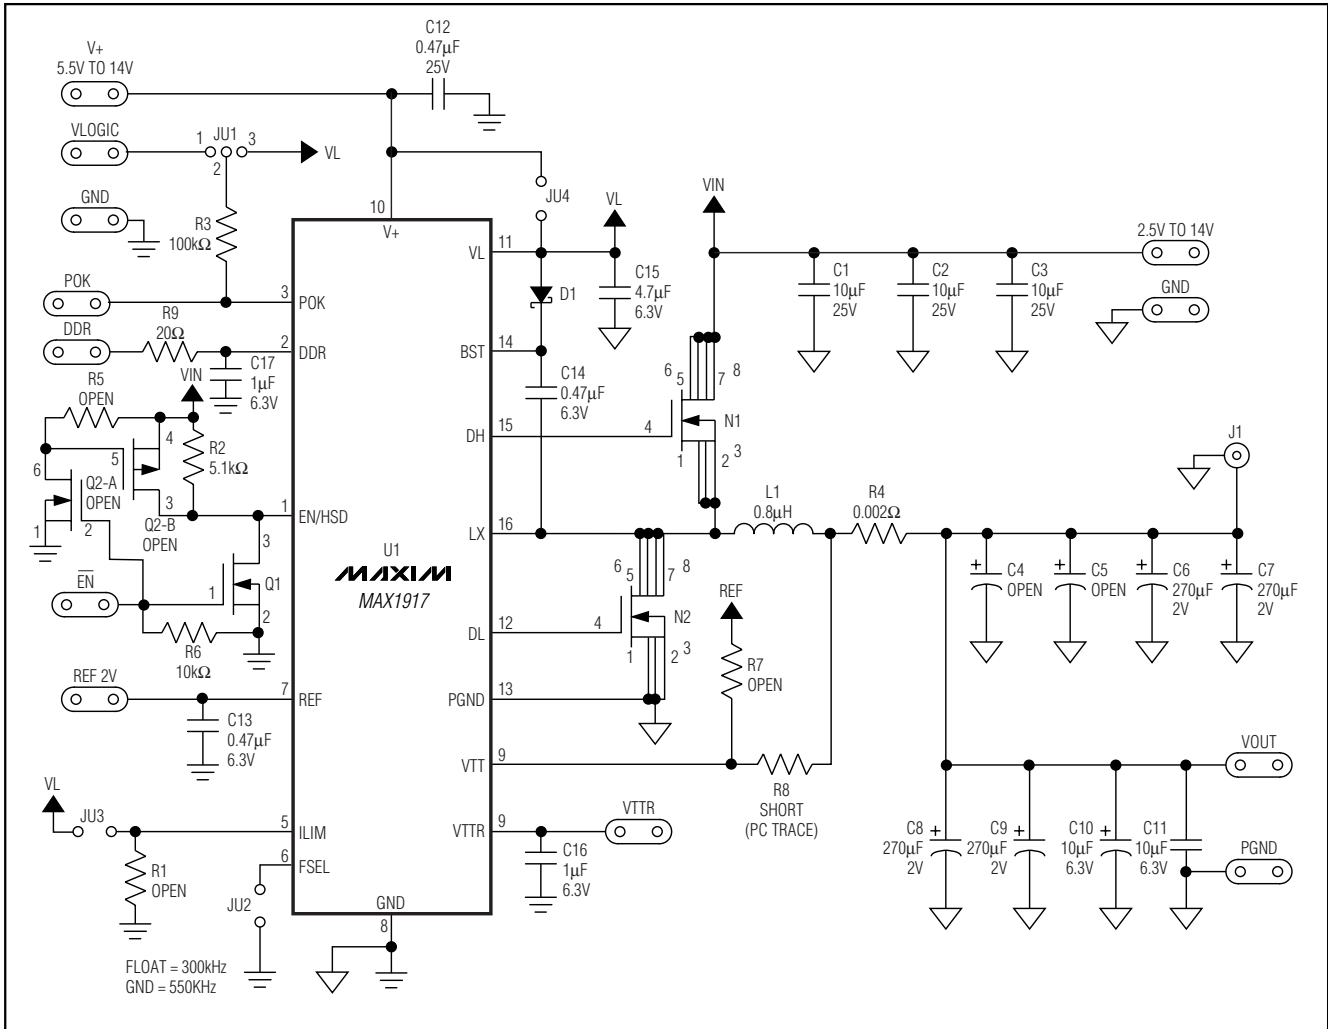 V+
5.5V TO 14V
C12
0.47µF
25V
VLOGIC
1
JU1
3
2
VL
GND
R3
100kΩ
10
V+
JU4
VL
VIN
VL
11
C15
4.7µF
6.3V
D1
C1
10µF
25V
C2
10µF
25V
C3
10µF
25V
2.5V TO 14V
GND
POK
3
POK
DDR
R9
20Ω
2
DDR
C17
1µF
6.3V
VIN
BST
14
C14
0.47µF
6.3V
6
5
7
8
R5
OPEN
4
5
R2
5.1kΩ
DH
15
4
N1
1
2
3
6
Q2-A
OPEN
3
1
2
Q2-B
OPEN
1
EN/HSD
LX
16
L1
0.8µH
R4
0.002Ω
J1
3
Q1
1
2
EN
R6
10kΩ
U1
MAXIM
MAX1917
6
5
7
8
DL
12
4
N2
1
2
3
REF
R7
OPEN
C4
OPEN
C5
OPEN
C6
270µF
2V
C7
270µF
2V
+
+
+
+
REF 2V
7
REF
C13
0.47µF
6.3V
PGND
13
VTT
9
R8
SHORT
(PC TRACE)
VOUT
VL
JU3
5
ILIM
R1
OPEN
6
FSEL
JU2
VTTR
9
VTTR
C16
1µF
6.3V
C8
270µF
2V
+
C9
270µF
2V
+
C10
10µF
6.3V
+
C11
10µF
6.3V
PGND
GND
8
FLOAT = 300kHz
GND = 550KHz